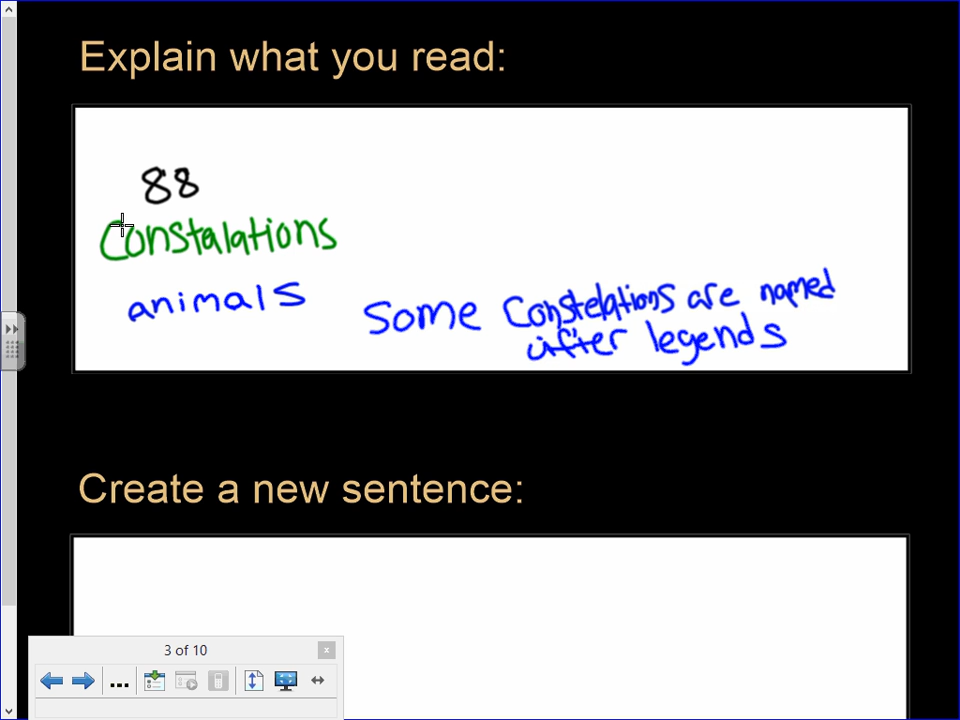 Explain what you read:
88
Constalations
animals
Some Constelations are named
after legends
Create a new sentence:
3 of 10